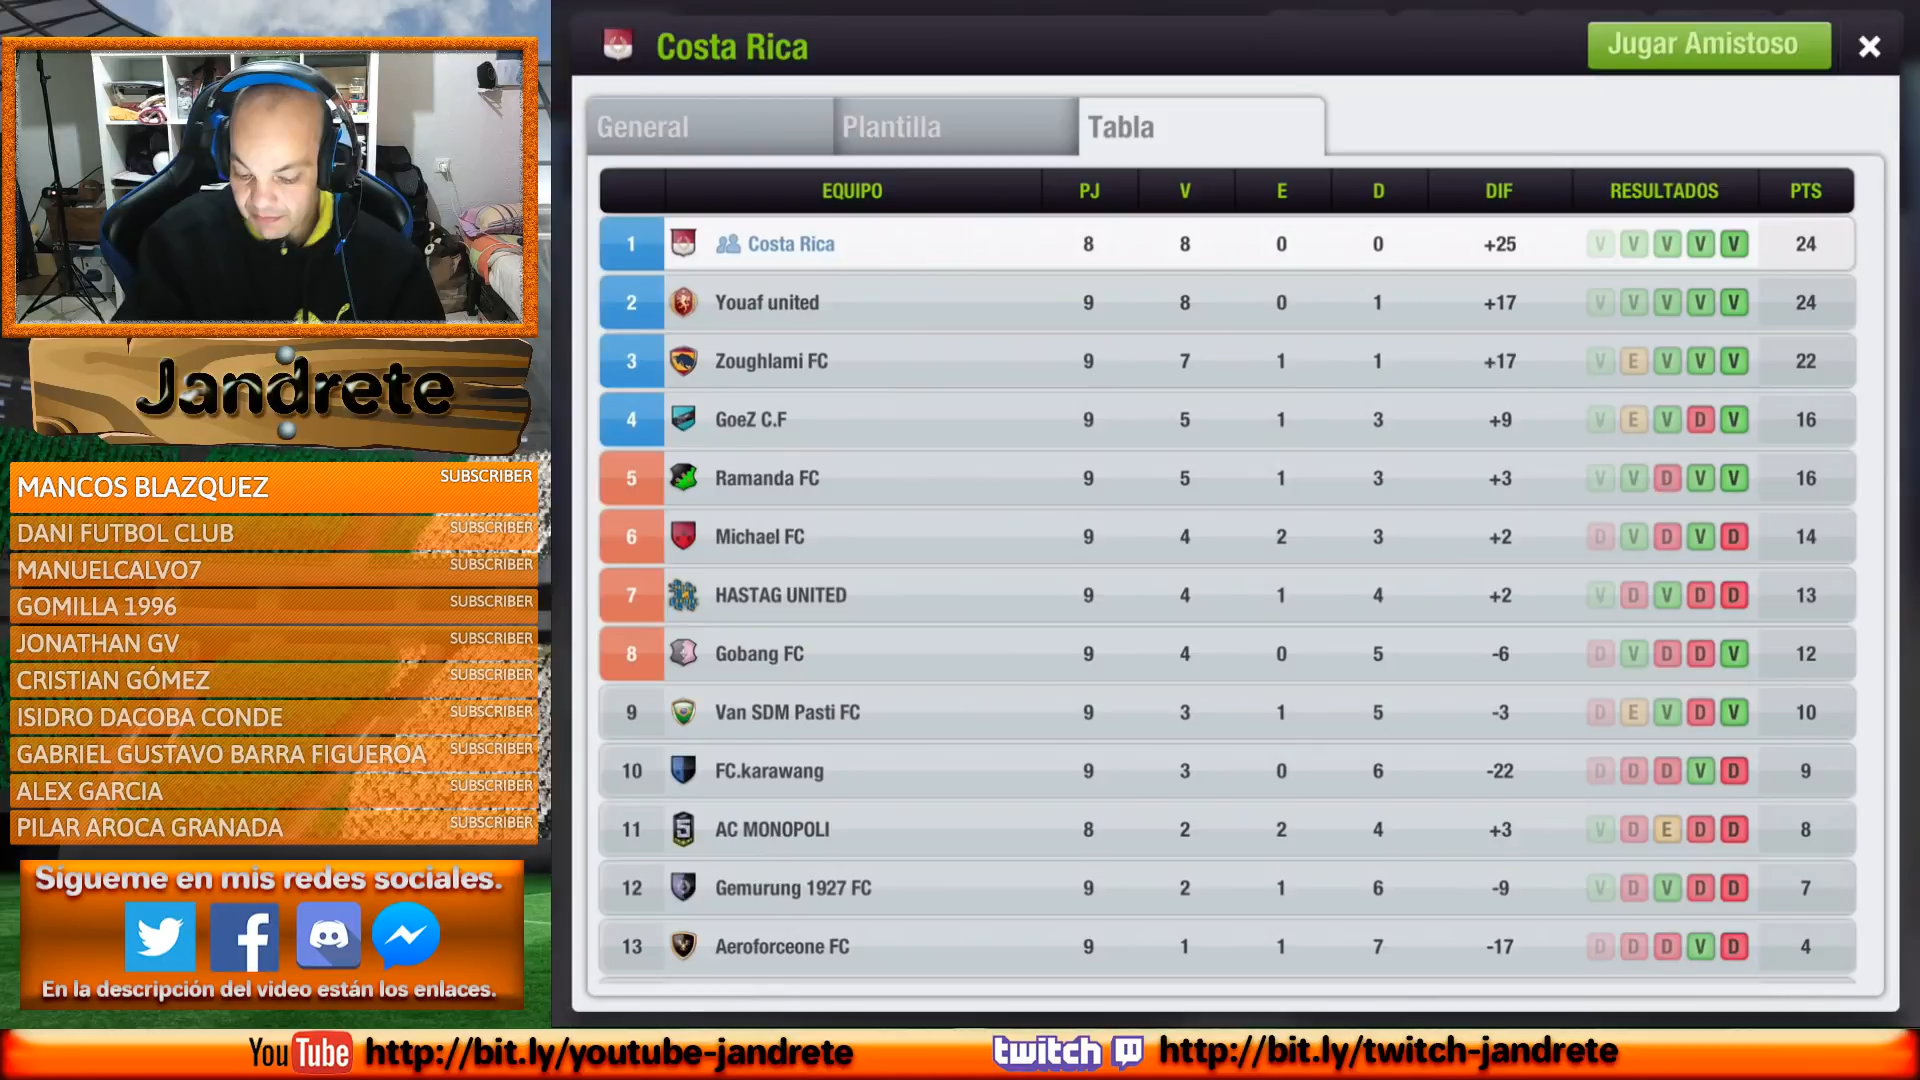 Jandrete
MANCOS BLAZQUEZ SUBSCRIBER
DANI FUTBOL CLUB SUBSCRIBER
MANUELCALVO7 SUBSCRIBER
GOMILLA 1996 SUBSCRIBER
JONATHAN GV SUBSCRIBER
CRISTIAN GÓMEZ SUBSCRIBER
ISIDRO DACOBA CONDE SUBSCRIBER
GABRIEL GUSTAVO BARRA FIGUEROA SUBSCRIBER
ALEX GARCIA SUBSCRIBER
PILAR AROCA GRANADA SUBSCRIBER
Sígueme en mis redes sociales.
En la descripción del video están los enlaces.
Costa Rica Jugar Amistoso
General Plantilla Tabla
EQUIPO PJ V E D DIF RESULTADOS PTS
1 Costa Rica 8 8 0 0 +25 V V V V V 24
2 Youaf united 9 8 0 1 +17 V V V V V 24
3 Zoughlami FC 9 7 1 1 +17 V E V V V 22
4 GoeZ C.F 9 5 1 3 +9 V E V D V 16
5 Ramanda FC 9 5 1 3 +3 V V D V V 16
6 Michael FC 9 4 2 3 +2 D V D V D 14
7 HASTAG UNITED 9 4 1 4 +2 V D V D D 13
8 Gobang FC 9 4 0 5 -6 D V D D V 12
9 Van SDM Pasti FC 9 3 1 5 -3 D E V D V 10
10 FC.karawang 9 3 0 6 -22 D D D V D 9
11 AC MONOPOLI 8 2 2 4 +3 V D E D D 8
12 Gemurung 1927 FC 9 2 1 6 -9 V D V D D 7
13 Aeroforceone FC 9 1 1 7 -17 D D D V D 4
YouTube http://bit.ly/youtube-jandrete twitch http://bit.ly/twitch-jandrete